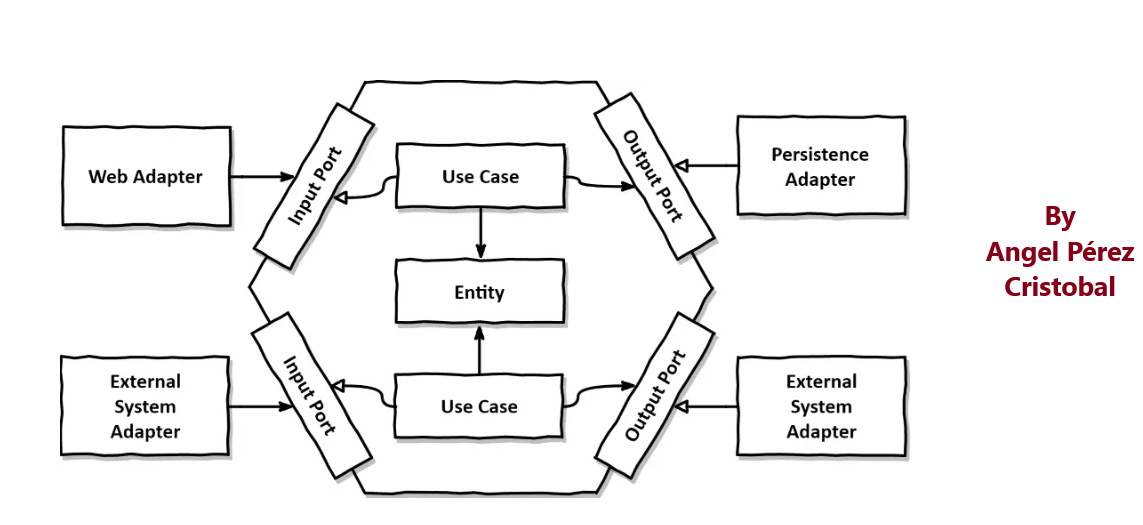 Web Adapter
Input Port
Use Case
Output Port
Persistence
Adapter
By
Angel Pérez
Cristobal
Entity
External
System
Adapter
Input Port
Use Case
Output Port
External
System
Adapter